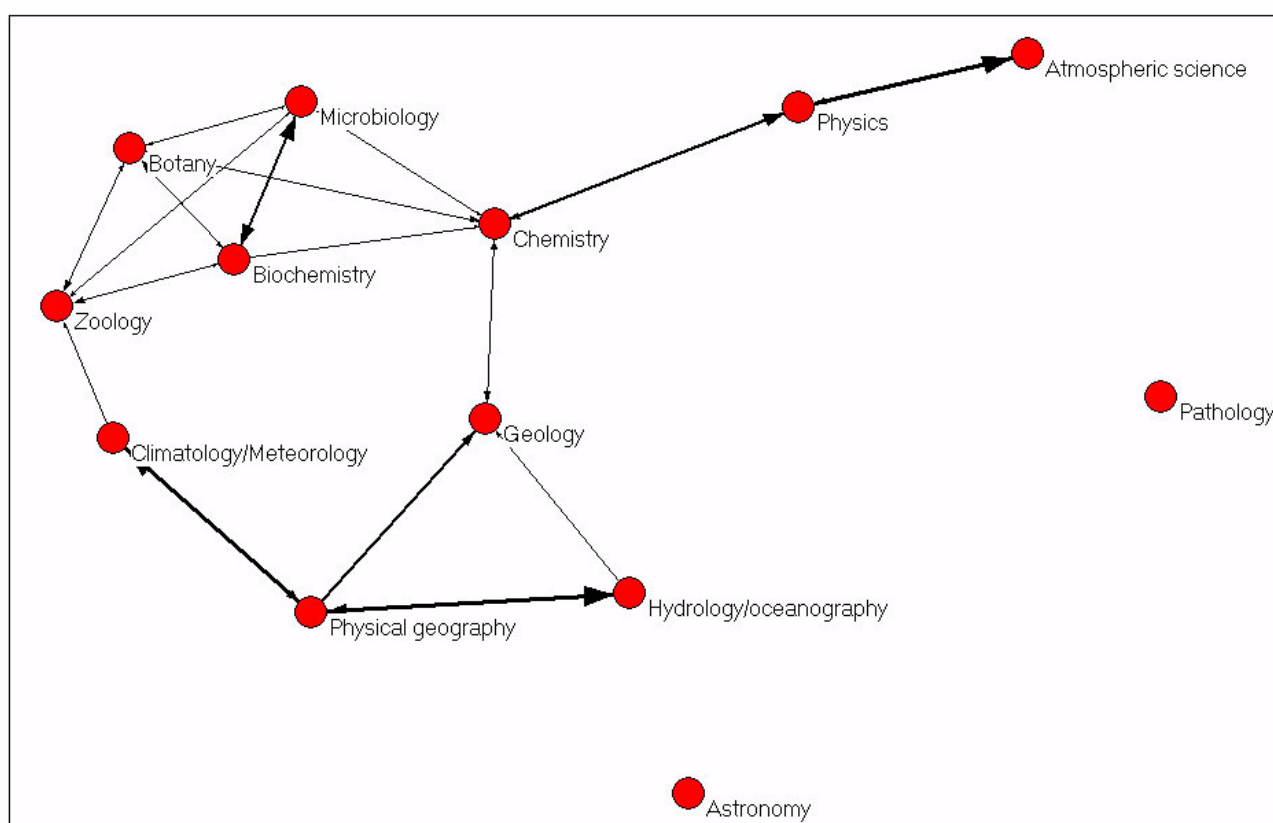 Atmospheric science
Microbiology
Physics
Botany
Chemistry
Biochemistry
Zoology
Pathology
Geology
Climatology/Meteorology
Hydrology/oceanography
Physical geography
Astronomy